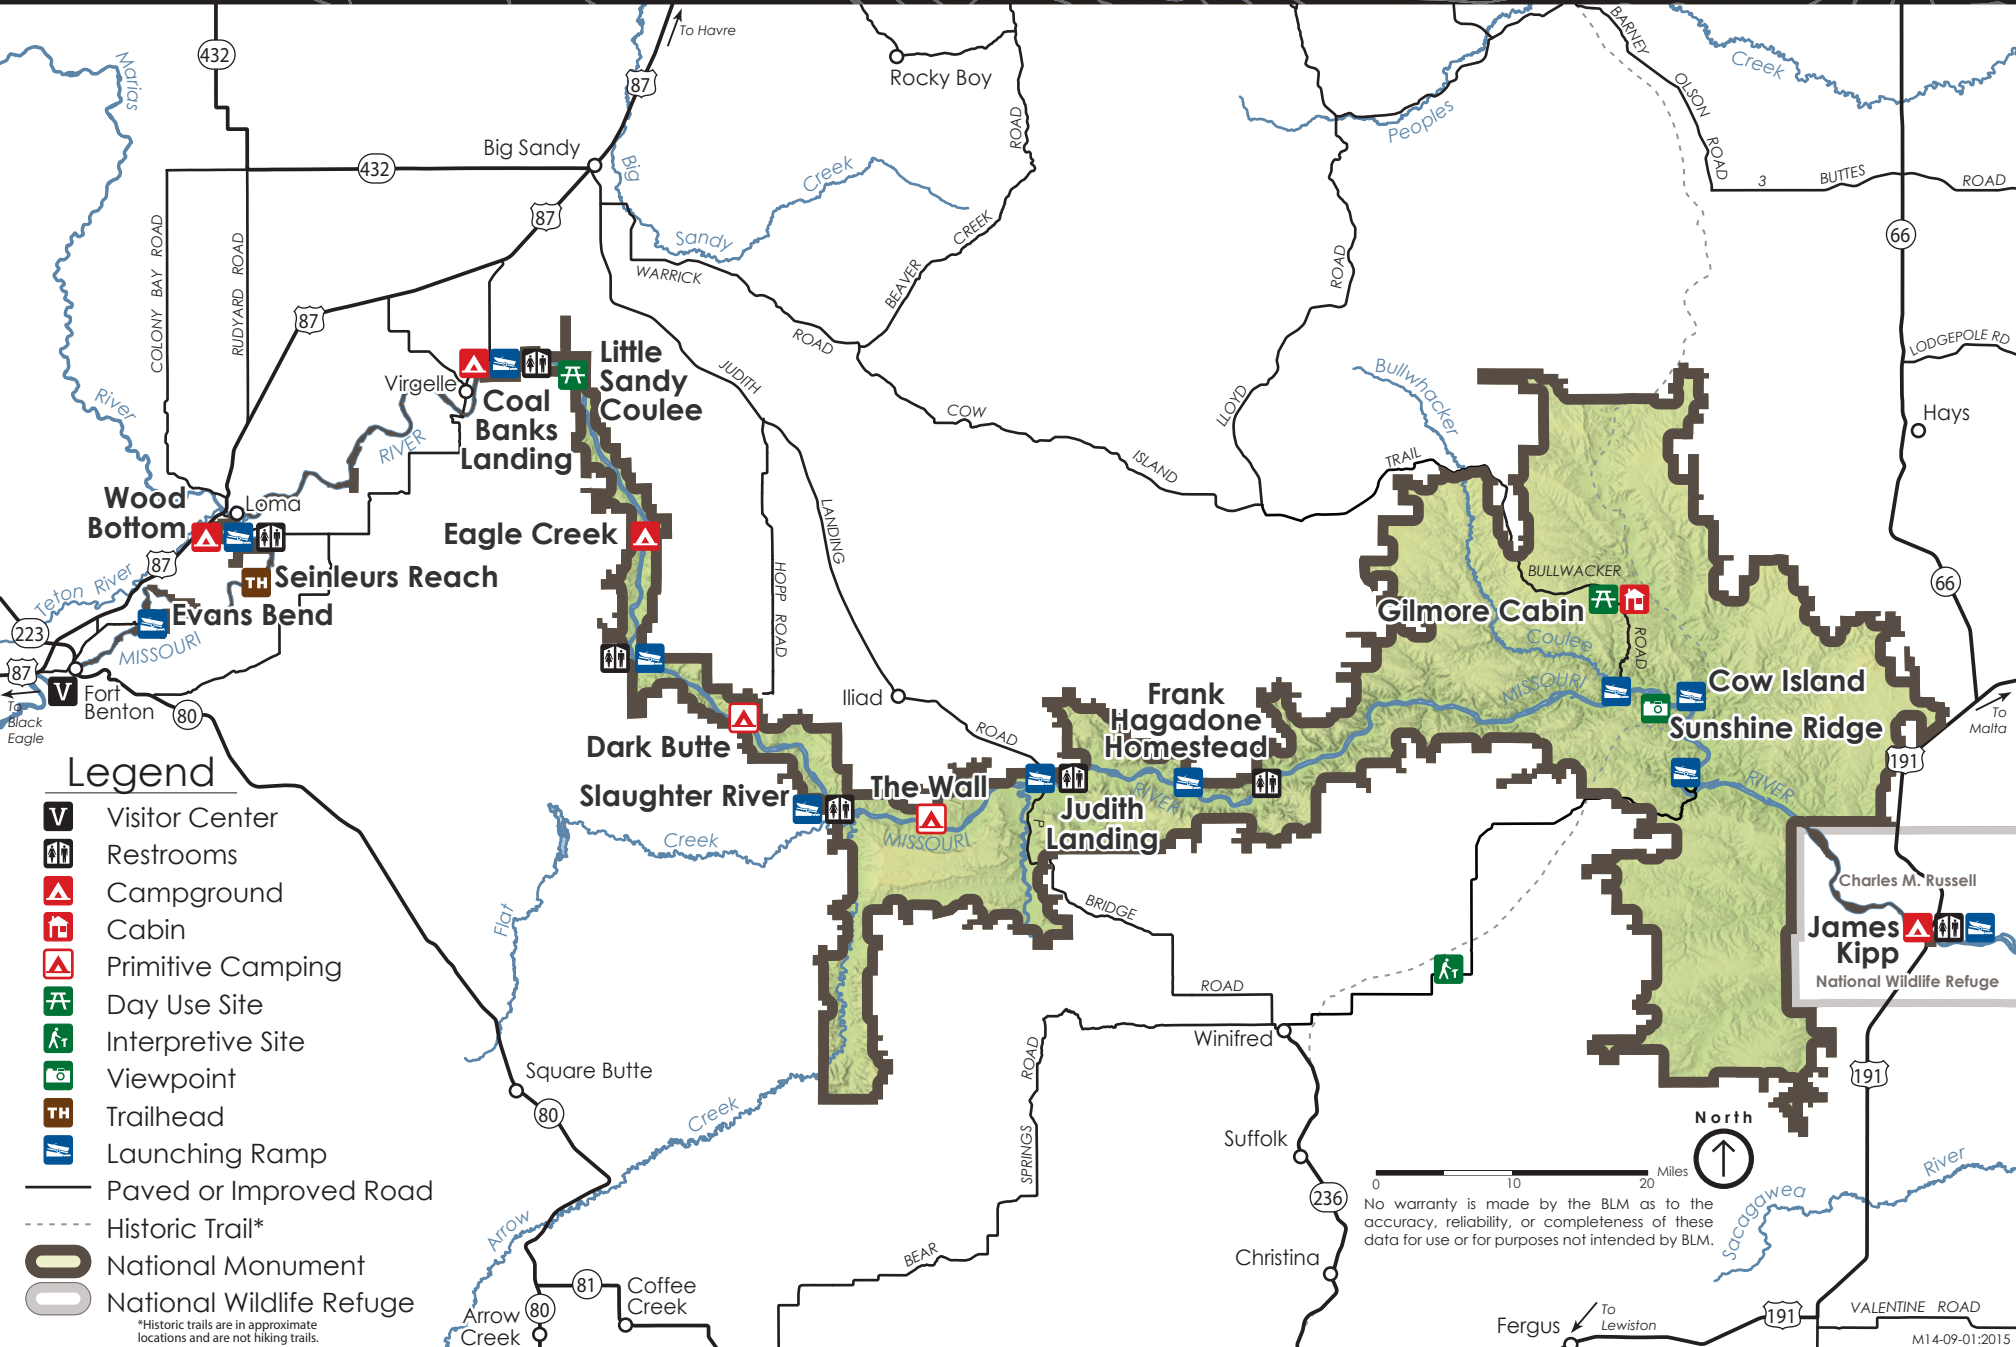 To Havre
432
87
Rocky Boy
Marias
River
Big Sandy
432
87
Big
Sandy
Creek
ROAD
CREEK
BEAVER
WARRICK
ROAD
Peoples
Creek
BARNEY
OLSON
ROAD
3
BUTTES
ROAD
66
LODGEPOLE RD
Hays
66
COLONY BAY ROAD
RUDYARD ROAD
87
Virgelle
Little
Sandy
Coulee
Coal
Banks
Landing
JUDITH
LANDING
ROAD
COW
ISLAND
TRAIL
LLOYD
ROAD
Bullwhacker
Coulee
RIVER
Wood
Bottom
Loma
87
Teton River
TH
Seinleurs Reach
Evans Bend
223
MISSOURI
87
To
Black
Eagle
V
Fort
Benton
80
Eagle Creek
HOPP ROAD
Iliad
BULLWACKER
ROAD
Gilmore Cabin
MISSOURI
Cow Island
Sunshine Ridge
RIVER
To
Malta
191
Dark Butte
Slaughter River
The Wall
MISSOURI
Frank
Hagadone
Homestead
RIVER
Judith
Landing
P
Flat
Creek
BRIDGE
ROAD
Charles M. Russell
James
Kipp
National Wildlife Refuge
Winifred
191
Square Butte
80
Creek
Arrow
SPRINGS
ROAD
BEAR
Suffolk
236
Christina
81
Coffee
Creek
Arrow
Creek
80
Fergus
To
Lewiston
191
VALENTINE ROAD
Sacagawea
River
Legend
V
Visitor Center
Restrooms
Campground
Cabin
Primitive Camping
Day Use Site
Interpretive Site
Viewpoint
TH
Trailhead
Launching Ramp
Paved or Improved Road
Historic Trail*
National Monument
National Wildlife Refuge
*Historic trails are in approximate
locations and are not hiking trails.
North
0
10
20
Miles
No warranty is made by the BLM as to the
accuracy, reliability, or completeness of these
data for use or for purposes not intended by BLM.
M14-09-01:2015